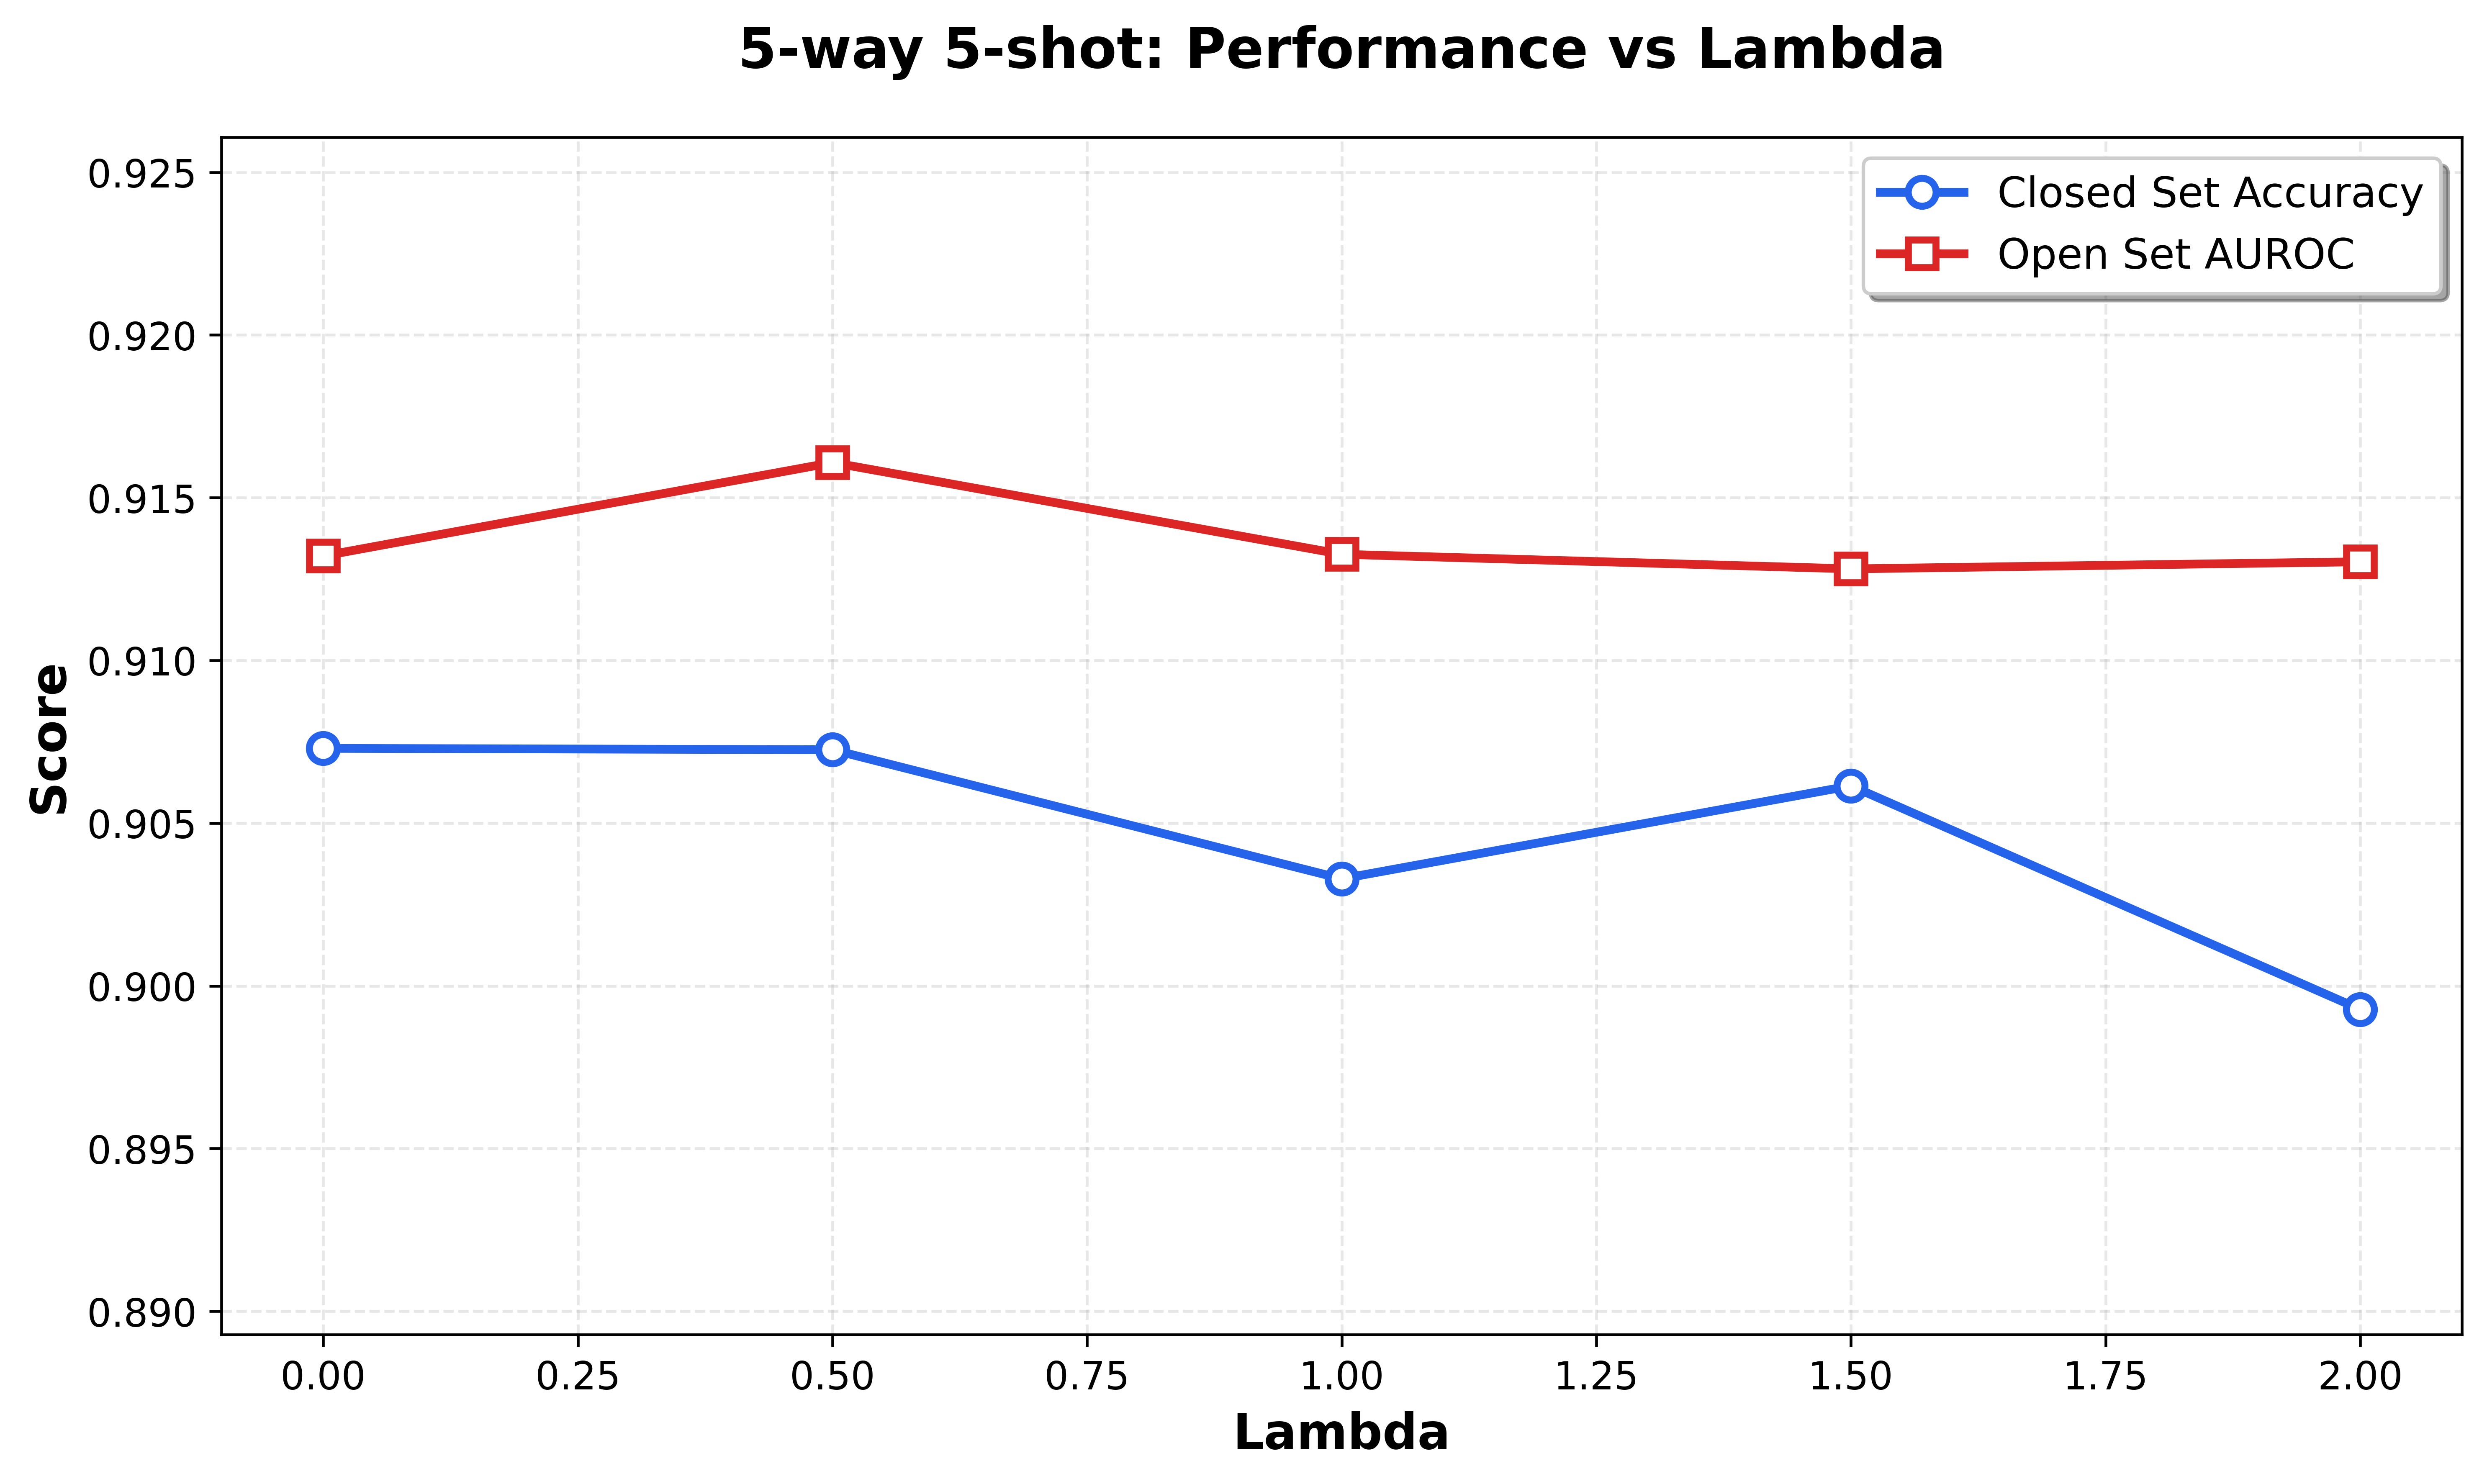 5-way 5-shot: Performance vs Lambda
Closed Set Accuracy
Open Set AUROC
Score
0.925
0.920
0.915
0.910
0.905
0.900
0.895
0.890
0.00 0.25 0.50 0.75 1.00 1.25 1.50 1.75 2.00
Lambda